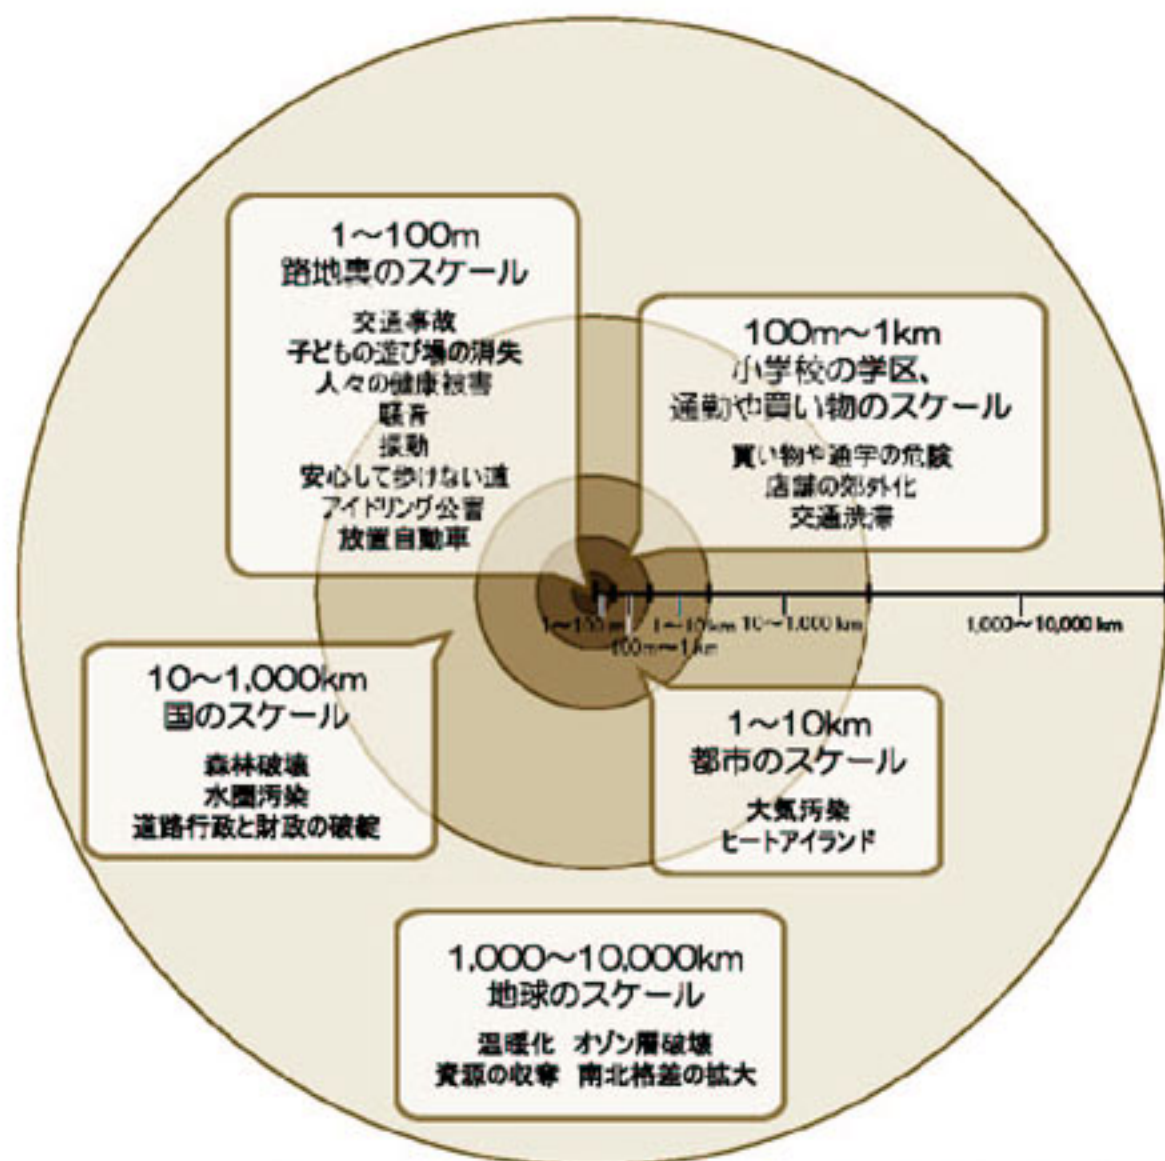 1～100m
路地裏のスケール
交通事故
子どもの遊び場の消失
人々の健康被害
騒音
振動
安心して歩けない道
アイドリング公害
放置自動車
100m～1km
小学校の学区、
通勤や買い物のスケール
買い物や通学の危険
店舗の郊外化
交通渋滞
1～100 m
100m～1 km
1～10 km
10～1,000 km
1,000～10,000 km
10～1,000km
国のスケール
森林破壊
水圏汚染
道路行政と財政の破綻
1～10km
都市のスケール
大気汚染
ヒートアイランド
1,000～10,000km
地球のスケール
温暖化 オゾン層破壊
資源の収奪 南北格差の拡大